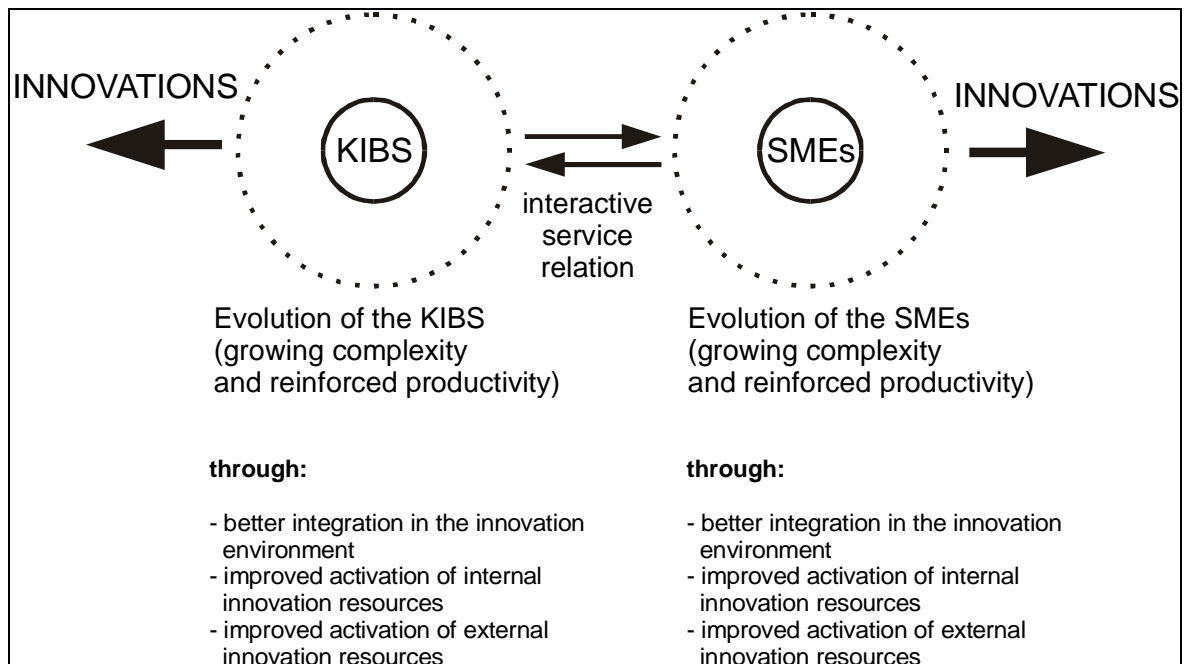 INNOVATIONS
KIBS
interactive
service
relation
SMEs
INNOVATIONS
Evolution of the KIBS
(growing complexity
and reinforced productivity)
through:
- better integration in the innovation
environment
- improved activation of internal
innovation resources
- improved activation of external
innovation resources
Evolution of the SMEs
(growing complexity
and reinforced productivity)
through:
- better integration in the innovation
environment
- improved activation of internal
innovation resources
- improved activation of external
innovation resources